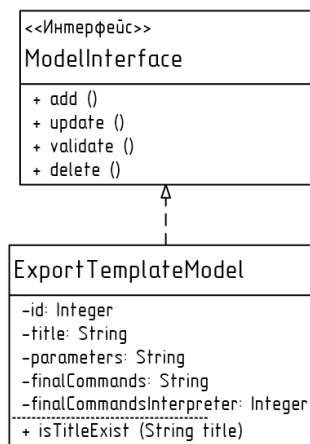 <<Интерфейс>>
ModelInterface
+ add ()
+ update ()
+ validate ()
+ delete ()
ExportTemplateModel
-id: Integer
-title: String
-parameters: String
-finalCommands: String
-finalCommandsInterpreter: Integer
+ isTitleExist (String title)